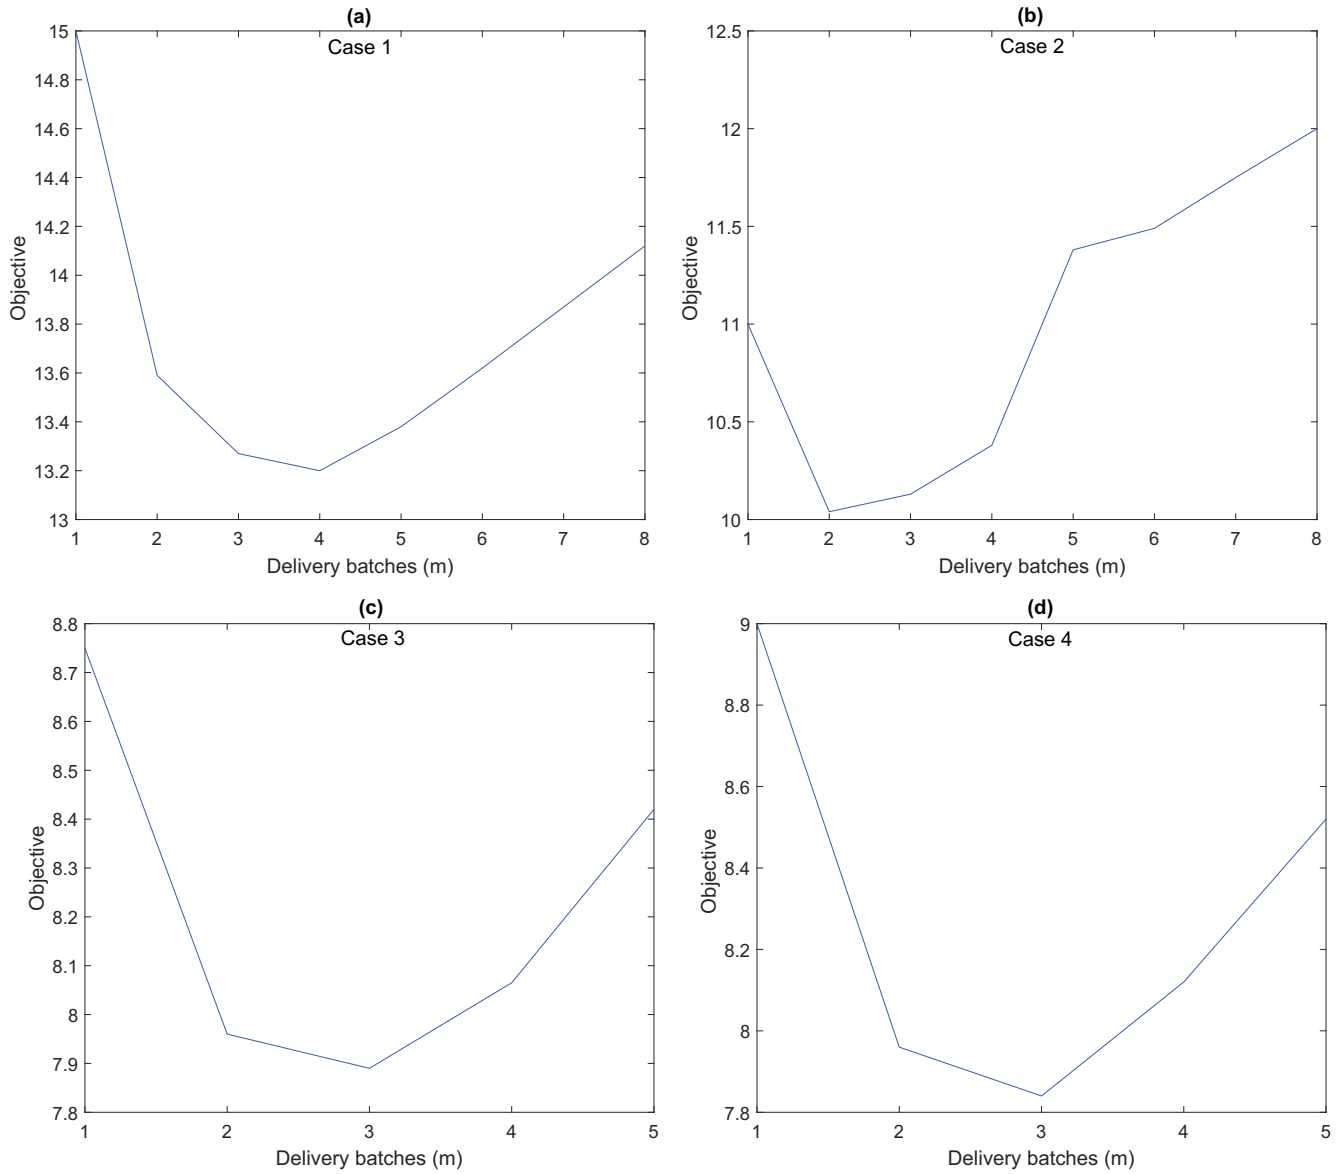 (a)
Case 1
15
14.8
14.6
14.4
14.2
14
13.8
13.6
13.4
13.2
13
Objective
1 2 3 4 5 6 7 8
Delivery batches (m)
(b)
Case 2
12.5
12
11.5
11
10.5
10
Objective
1 2 3 4 5 6 7 8
Delivery batches (m)
(c)
Case 3
8.8
8.7
8.6
8.5
8.4
8.3
8.2
8.1
8
7.9
7.8
Objective
1 2 3 4 5
Delivery batches (m)
(d)
Case 4
9
8.8
8.6
8.4
8.2
8
7.8
Objective
1 2 3 4 5
Delivery batches (m)